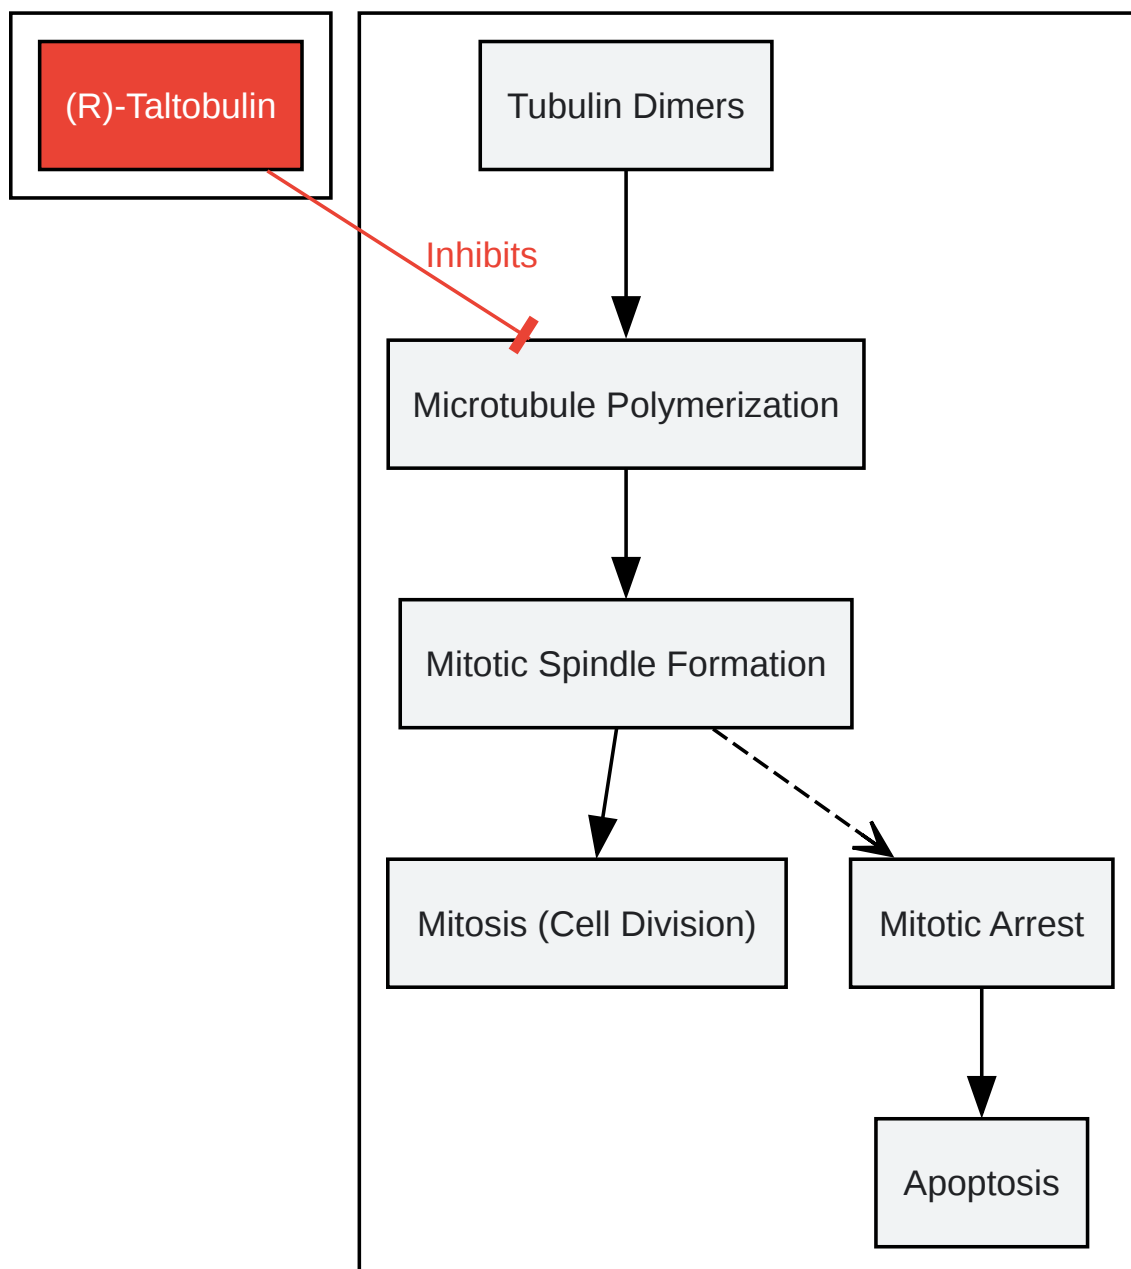 (R)-Taltobulin
Tubulin Dimers
Inhibits
Microtubule Polymerization
Mitotic Spindle Formation
Mitosis (Cell Division)
Mitotic Arrest
Apoptosis